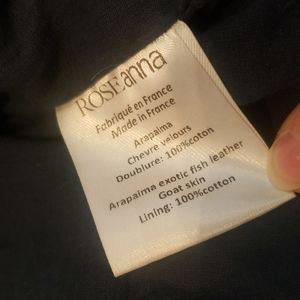 ROSEanna
Fabriqué en France
Made in France
Arapaima
Chevre velours
Doublure: 100%coton
Arapaima exotic fish leather
Goat skin
Lining: 100%cotton